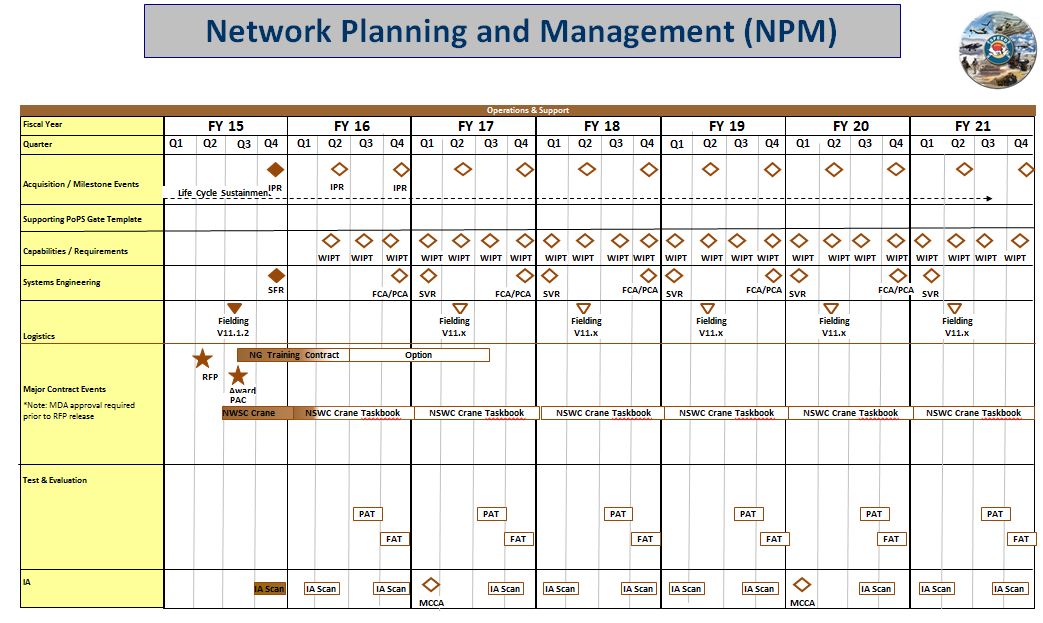 Network Planning and Management (NPM)
Operations & Support
Fiscal Year FY 15 FY 16 FY 17 FY 18 FY 19 FY 20 FY 21
Quarter Q1 Q2 Q3 Q4 Q1 Q2 Q3 Q4 Q1 Q2 Q3 Q4 Q1 Q2 Q3 Q4 Q1 Q2 Q3 Q4 Q1 Q2 Q3 Q4 Q1 Q2 Q3 Q4
Acquisition / Milestone Events
IPR IPR IPR
Life Cycle Sustainment
Supporting PoPS Gate Template
Capabilities / Requirements
WIPT WIPT WIPT WIPT WIPT WIPT WIPT WIPT WIPT WIPT WIPT WIPT WIPT WIPT WIPT WIPT WIPT WIPT WIPT WIPT WIPT WIPT WIPT
Systems Engineering
SFR FCA/PCA SVR FCA/PCA SVR FCA/PCA SVR FCA/PCA SVR FCA/PCA SVR
Fielding Fielding Fielding Fielding Fielding Fielding
V11.1.2 V11.x V11.x V11.x V11.x V11.x
Logistics
NG Training Contract Option
RFP
Major Contract Events
Award
PAC
*Note: MDA approval required
prior to RFP release
NWSC Crane NSWC Crane Taskbook NSWC Crane Taskbook NSWC Crane Taskbook NSWC Crane Taskbook NSWC Crane Taskbook NSWC Crane Taskbook
Test & Evaluation
PAT PAT PAT PAT PAT PAT
FAT FAT FAT FAT FAT FAT
IA
IA Scan IA Scan IA Scan IA Scan IA Scan IA Scan IA Scan IA Scan IA Scan IA Scan IA Scan
MCCA MCCA